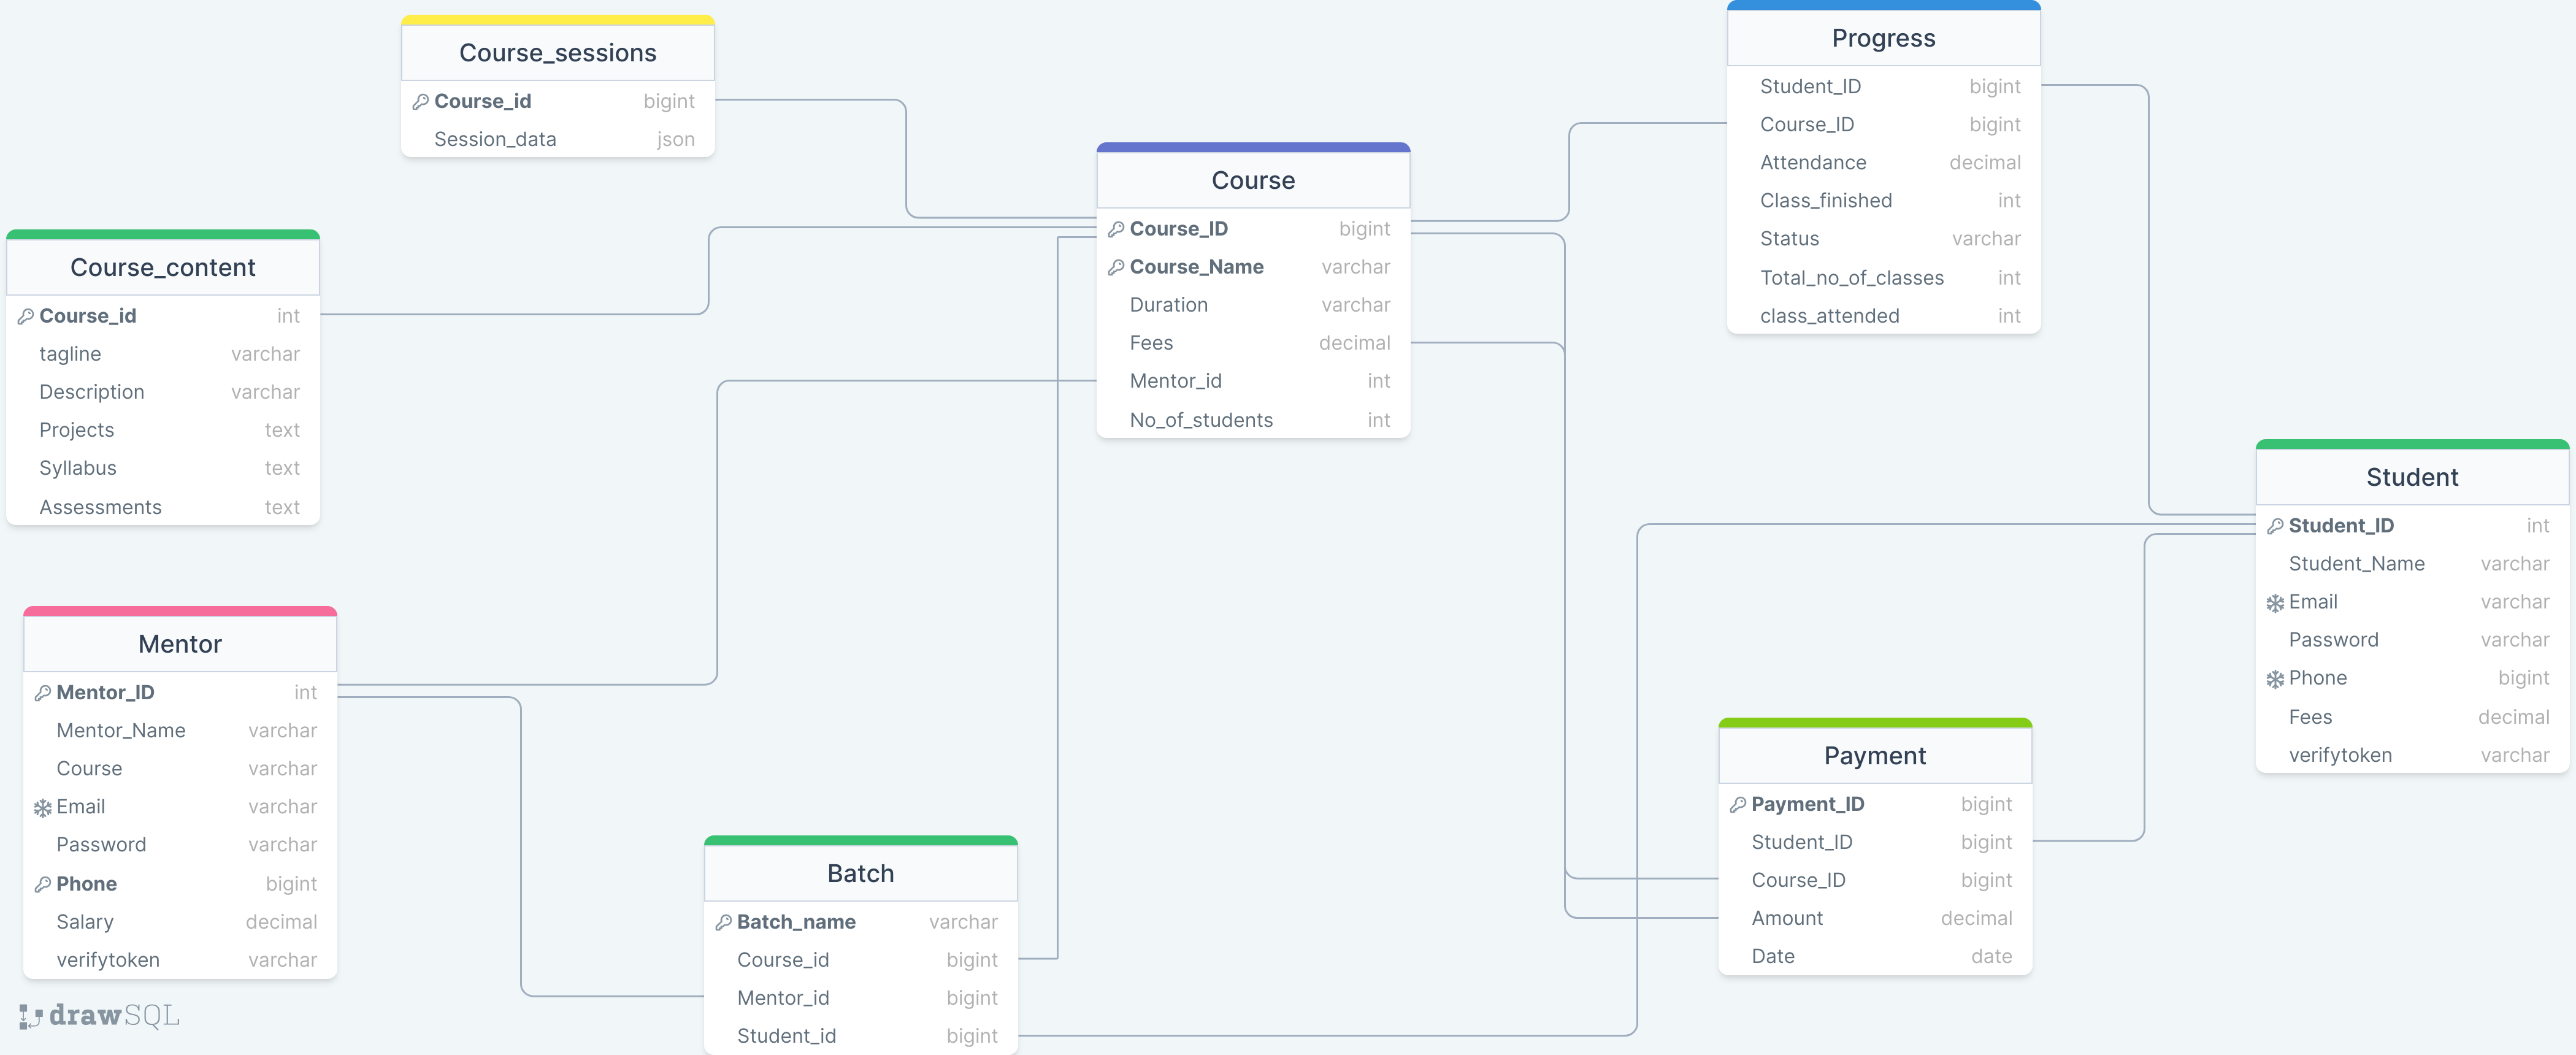 Course_sessions
Course_id bigint
Session_data json
Progress
Student_ID bigint
Course_ID bigint
Attendance decimal
Class_finished int
Status varchar
Total_no_of_classes int
class_attended int
Course
Course_ID bigint
Course_Name varchar
Duration varchar
Fees decimal
Mentor_id int
No_of_students int
Course_content
Course_id int
tagline varchar
Description varchar
Projects text
Syllabus text
Assessments text
Student
Student_ID int
Student_Name varchar
Email varchar
Password varchar
Phone bigint
Fees decimal
verifytoken varchar
Mentor
Mentor_ID int
Mentor_Name varchar
Course varchar
Email varchar
Password varchar
Phone bigint
Salary decimal
verifytoken varchar
Payment
Payment_ID bigint
Student_ID bigint
Course_ID bigint
Amount decimal
Date date
Batch
Batch_name varchar
Course_id bigint
Mentor_id bigint
Student_id bigint
drawSQL